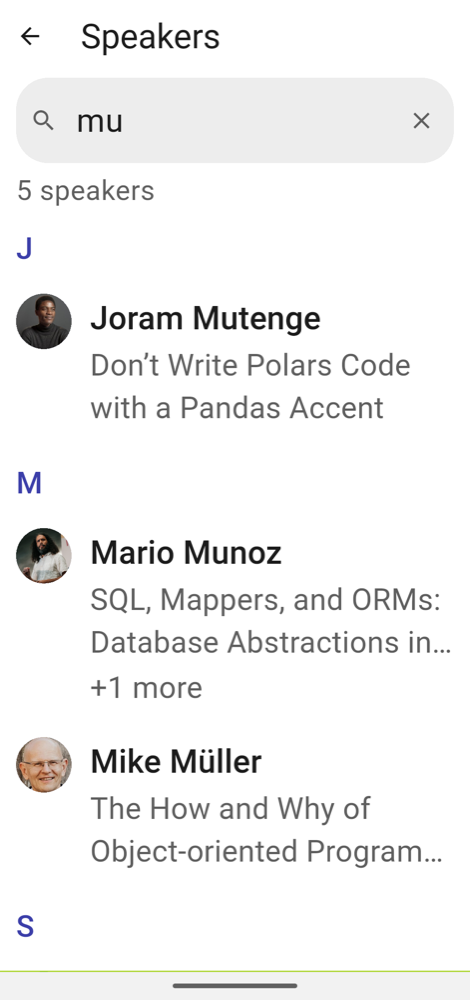 Speakers
mu
5 speakers
J
Joram Mutenge
Don’t Write Polars Code
with a Pandas Accent
M
Mario Munoz
SQL, Mappers, and ORMs:
Database Abstractions in…
+1 more
Mike Müller
The How and Why of
Object-oriented Program…
S